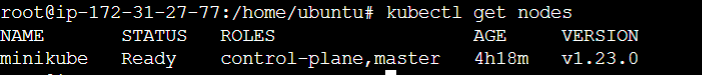 root@ip-172-31-27-77:/home/ubuntu# kubectl get nodes
NAME       STATUS   ROLES                  AGE     VERSION
minikube   Ready    control-plane,master   4h18m   v1.23.0